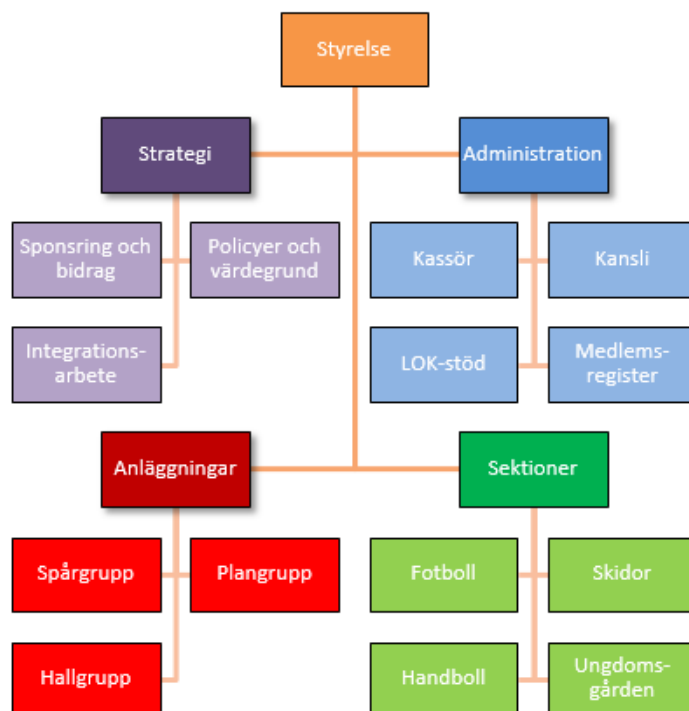 Styrelse
Strategi
Administration
Sponsring och
bidrag
Policyer och
värdegrund
Kassör
Kansli
Integrations-
arbete
LOK-stöd
Medlems-
register
Anläggningar
Sektioner
Spårgrupp
Plangrupp
Fotboll
Skidor
Hallgrupp
Handboll
Ungdoms-
gården